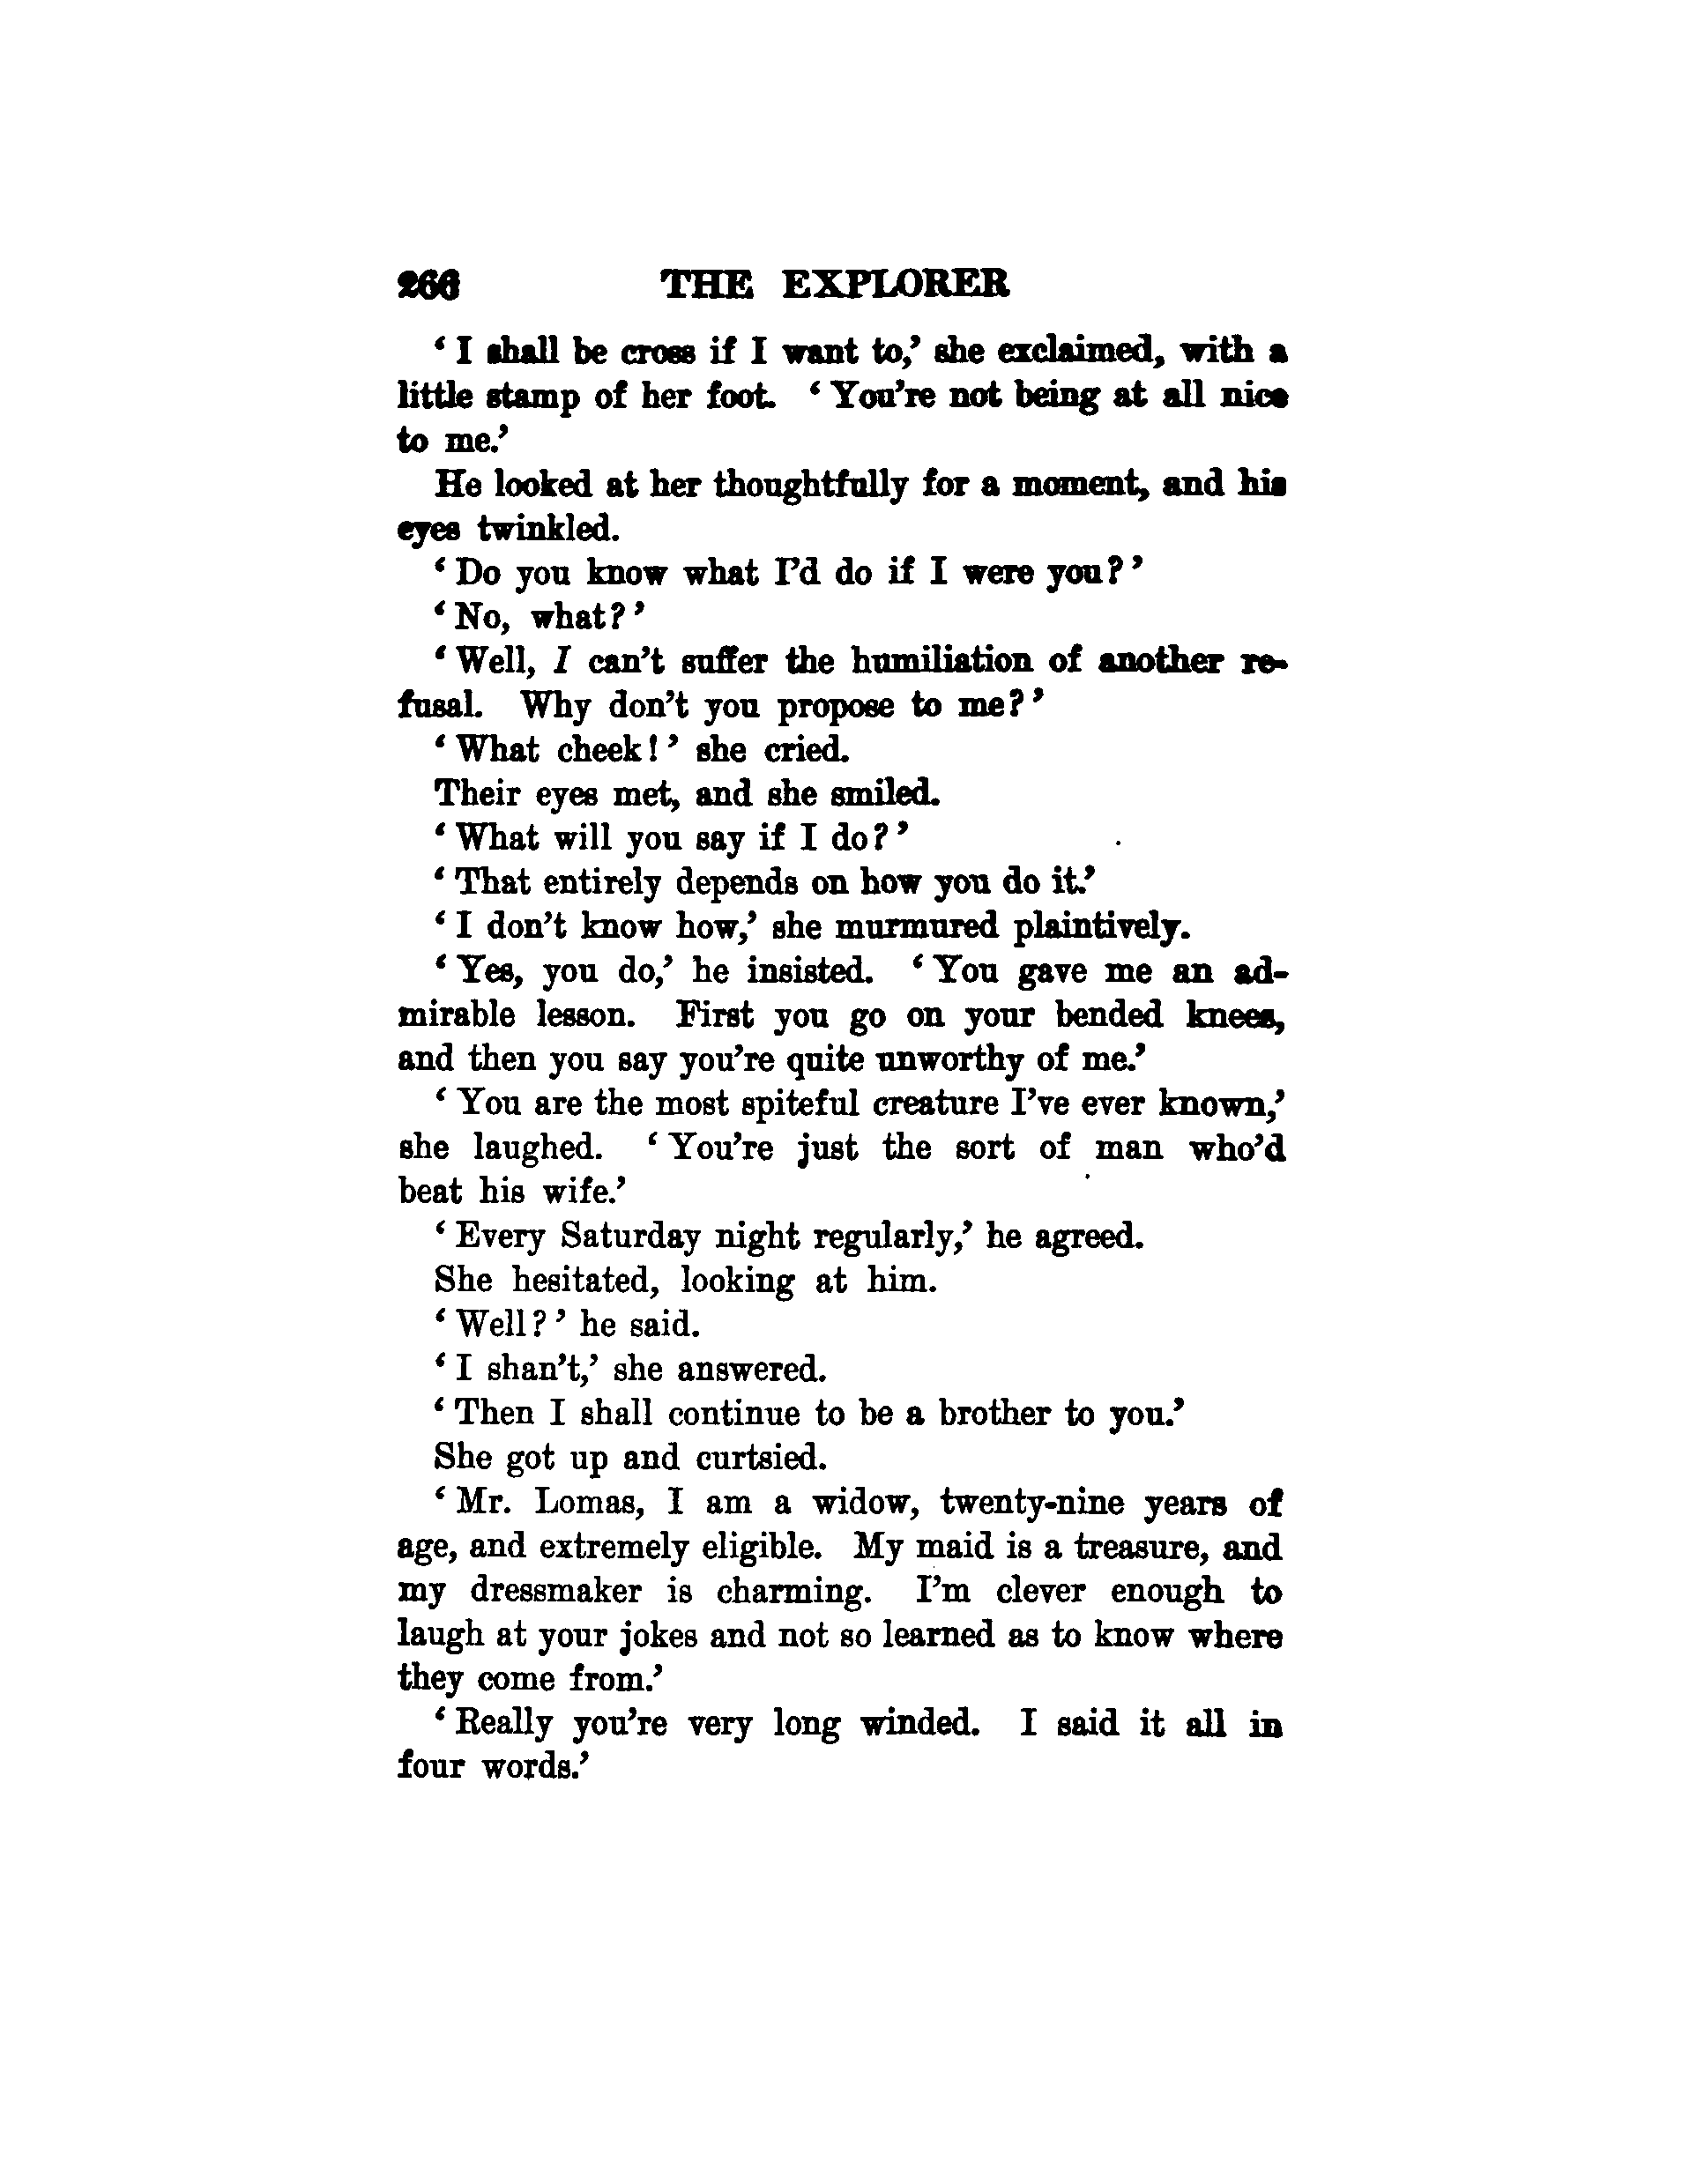 266 THE EXPLORER
‘ I shall be cross if I want to,’ she exclaimed, with a
little stamp of her foot. ‘ You’re not being at all nice
to me.’
He looked at her thoughtfully for a moment, and his
eyes twinkled.
‘ Do you know what I’d do if I were you? ’
‘ No, what? ’
‘ Well, I can’t suffer the humiliation of another re-
fusal. Why don’t you propose to me? ’
‘ What cheek! ’ she cried.
Their eyes met, and she smiled.
‘ What will you say if I do? ’
‘ That entirely depends on how you do it.’
‘ I don’t know how,’ she murmured plaintively.
‘ Yes, you do,’ he insisted. ‘ You gave me an ad-
mirable lesson. First you go on your bended knees,
and then you say you’re quite unworthy of me.’
‘ You are the most spiteful creature I’ve ever known,’
she laughed. ‘ You’re just the sort of man who’d
beat his wife.’
‘ Every Saturday night regularly,’ he agreed.
She hesitated, looking at him.
‘ Well? ’ he said.
‘ I shan’t,’ she answered.
‘ Then I shall continue to be a brother to you.’
She got up and curtsied.
‘ Mr. Lomas, I am a widow, twenty-nine years of
age, and extremely eligible. My maid is a treasure, and
my dressmaker is charming. I’m clever enough to
laugh at your jokes and not so learned as to know where
they come from.’
‘ Really you’re very long winded. I said it all in
four words.’